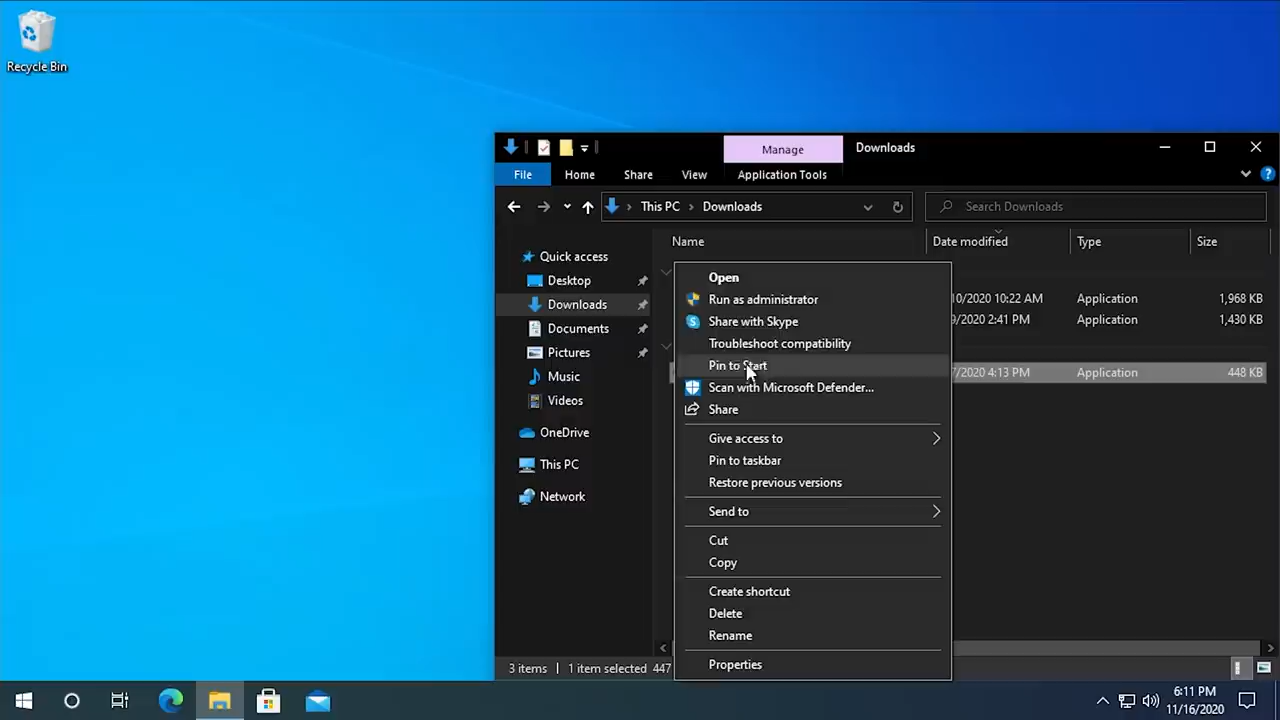 Recycle Bin
Manage
Downloads
File
Home
Share
View
Application Tools
This PC
Downloads
Search Downloads
Name
Date modified
Type
Size
Quick access
Desktop
Downloads
Documents
Pictures
Music
Videos
OneDrive
This PC
Network
10/2020 10:22 AM
Application
1,968 KB
9/2020 2:41 PM
Application
1,430 KB
7/2020 4:13 PM
Application
448 KB
Open
Run as administrator
Share with Skype
Troubleshoot compatibility
Pin to Start
Scan with Microsoft Defender...
Share
Give access to
Pin to taskbar
Restore previous versions
Send to
Cut
Copy
Create shortcut
Delete
Rename
Properties
3 items
1 item selected 447
6:11 PM
11/16/2020